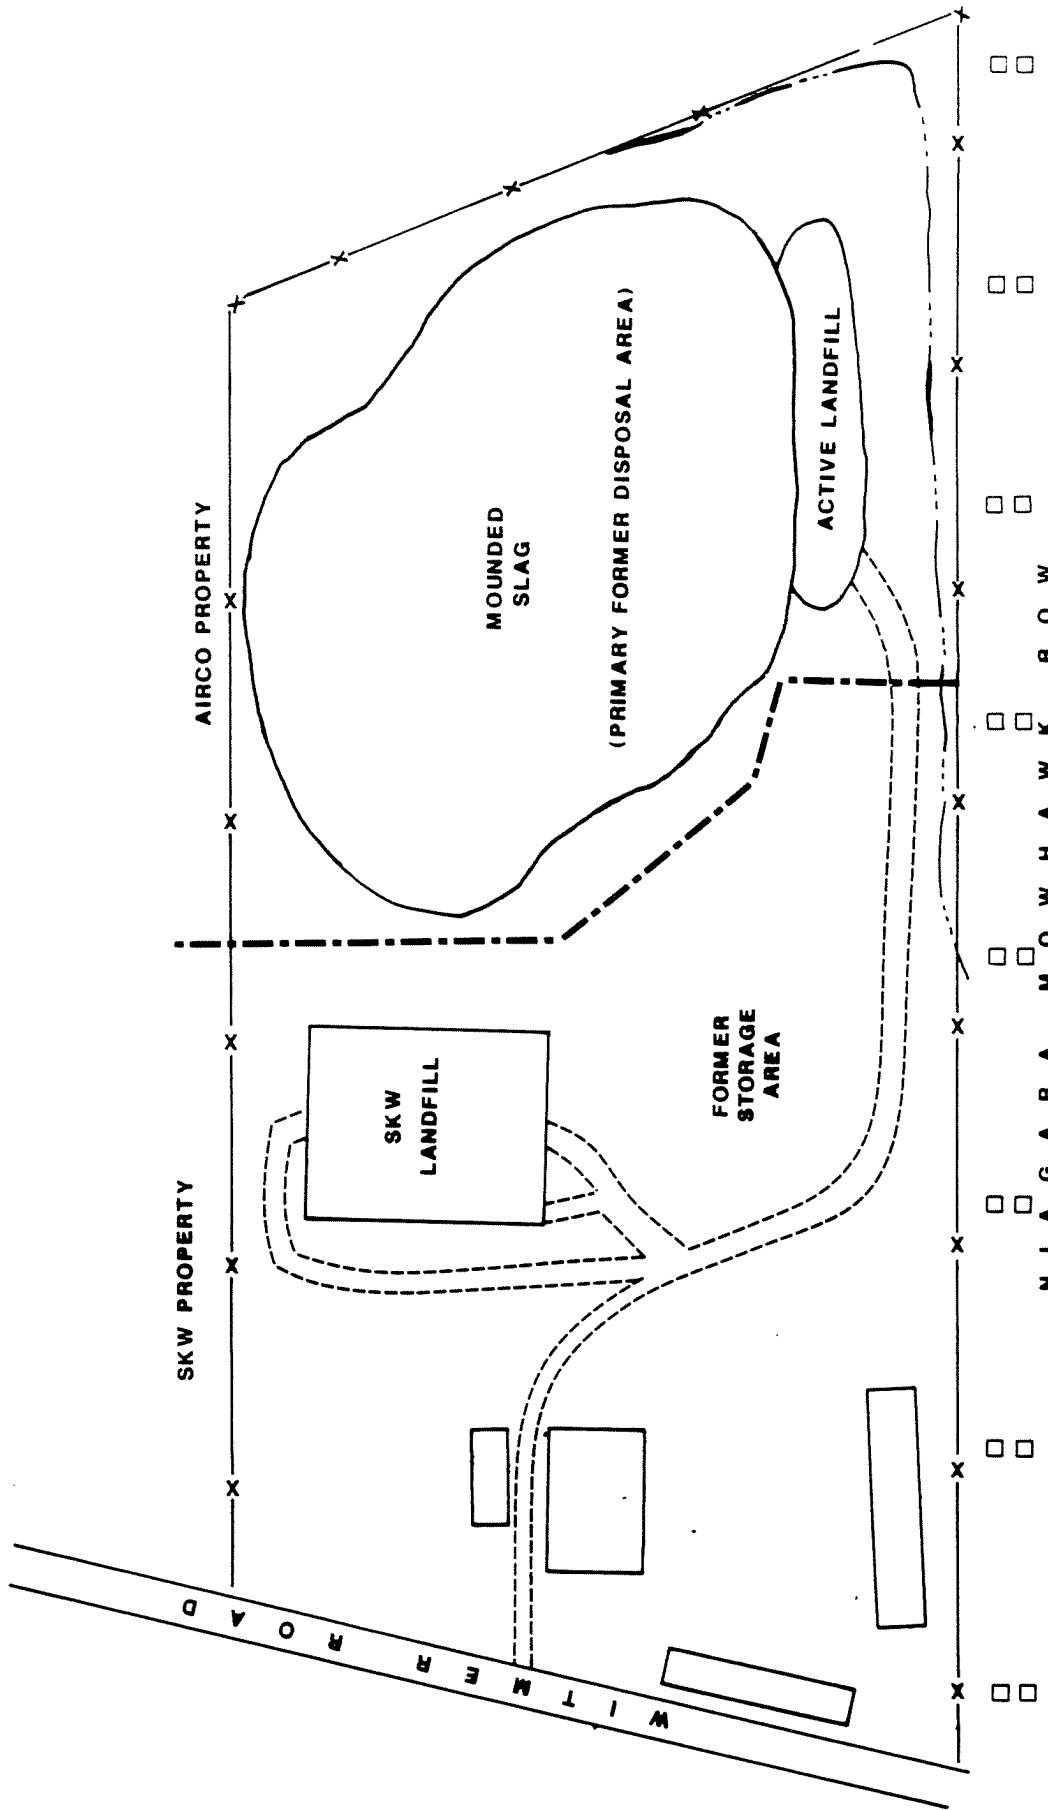 AIRCO PROPERTY
SKW PROPERTY
MOUNDED
SLAG
(PRIMARY FORMER DISPOSAL AREA)
ACTIVE LANDFILL
SKW
LANDFILL
FORMER
STORAGE
AREA
WITMER ROAD
NIAGARA MOWHAWK ROW